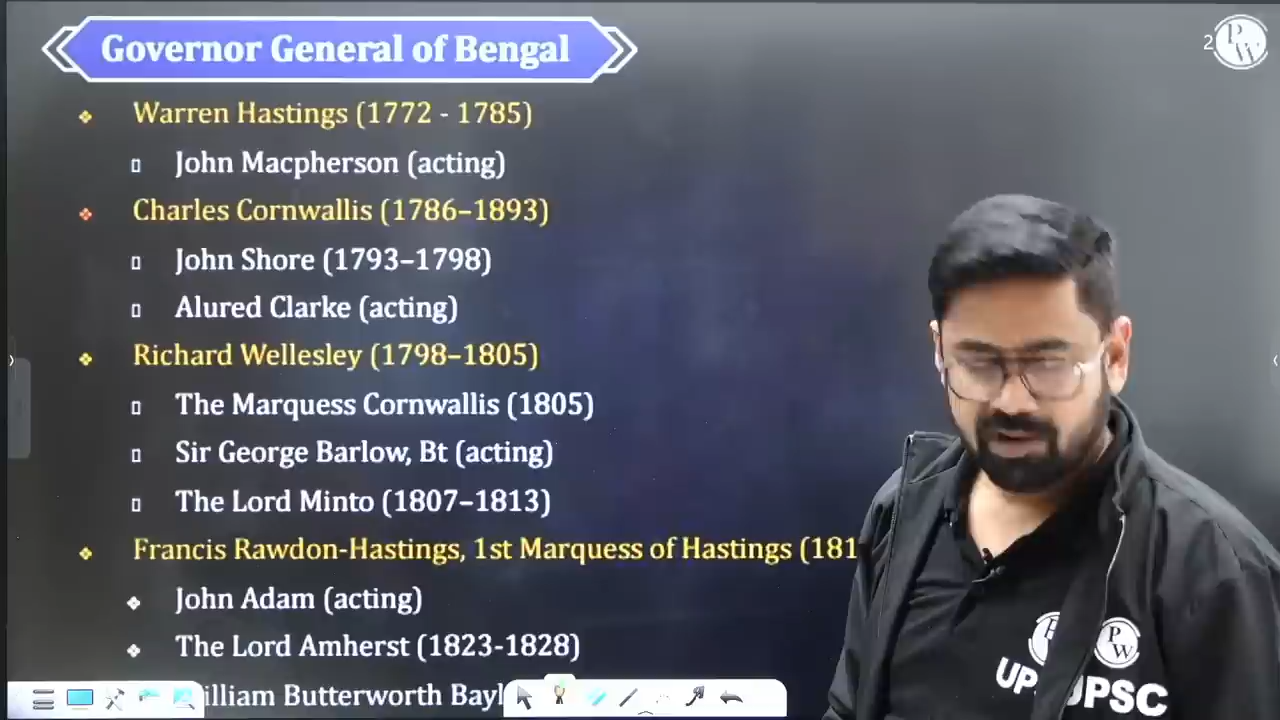 Governor General of Bengal
2
PW
Warren Hastings (1772 - 1785)
John Macpherson (acting)
Charles Cornwallis (1786–1893)
John Shore (1793–1798)
Alured Clarke (acting)
Richard Wellesley (1798–1805)
The Marquess Cornwallis (1805)
Sir George Barlow, Bt (acting)
The Lord Minto (1807–1813)
Francis Rawdon-Hastings, 1st Marquess of Hastings (181
John Adam (acting)
The Lord Amherst (1823-1828)
illiam Butterworth Bayl
PW
UPSC